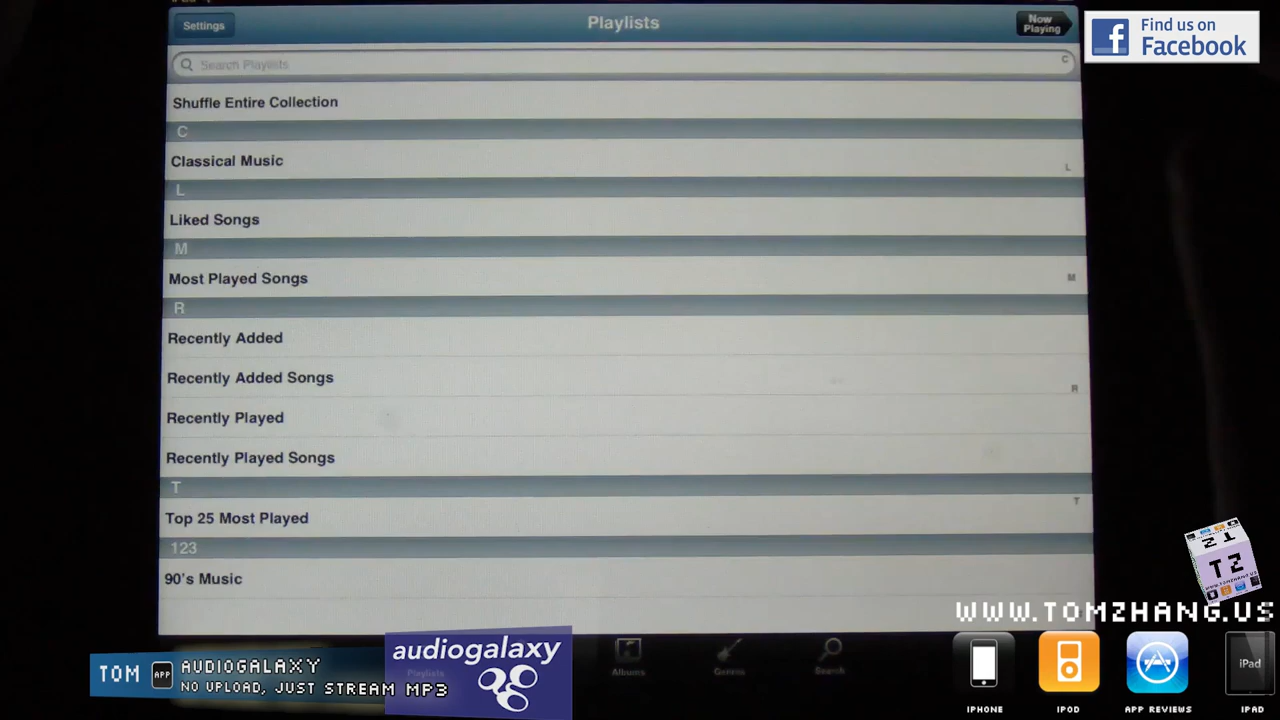 Settings
Playlists
Now
Playing
Find us on
Facebook
Search Playlists
C
Shuffle Entire Collection
C
Classical Music
L
L
Liked Songs
M
Most Played Songs
M
R
Recently Added
Recently Added Songs
R
Recently Played
Recently Played Songs
T
T
Top 25 Most Played
123
90's Music
TZ
TZ
WWW.TOMZHANG.US
TOM
APP
AUDIOGALAXY
NO UPLOAD, JUST STREAM MP3
audiogalaxy
Playlists
Albums
Genres
Search
iPad
IPHONE
IPOD
APP REVIEWS
IPAD